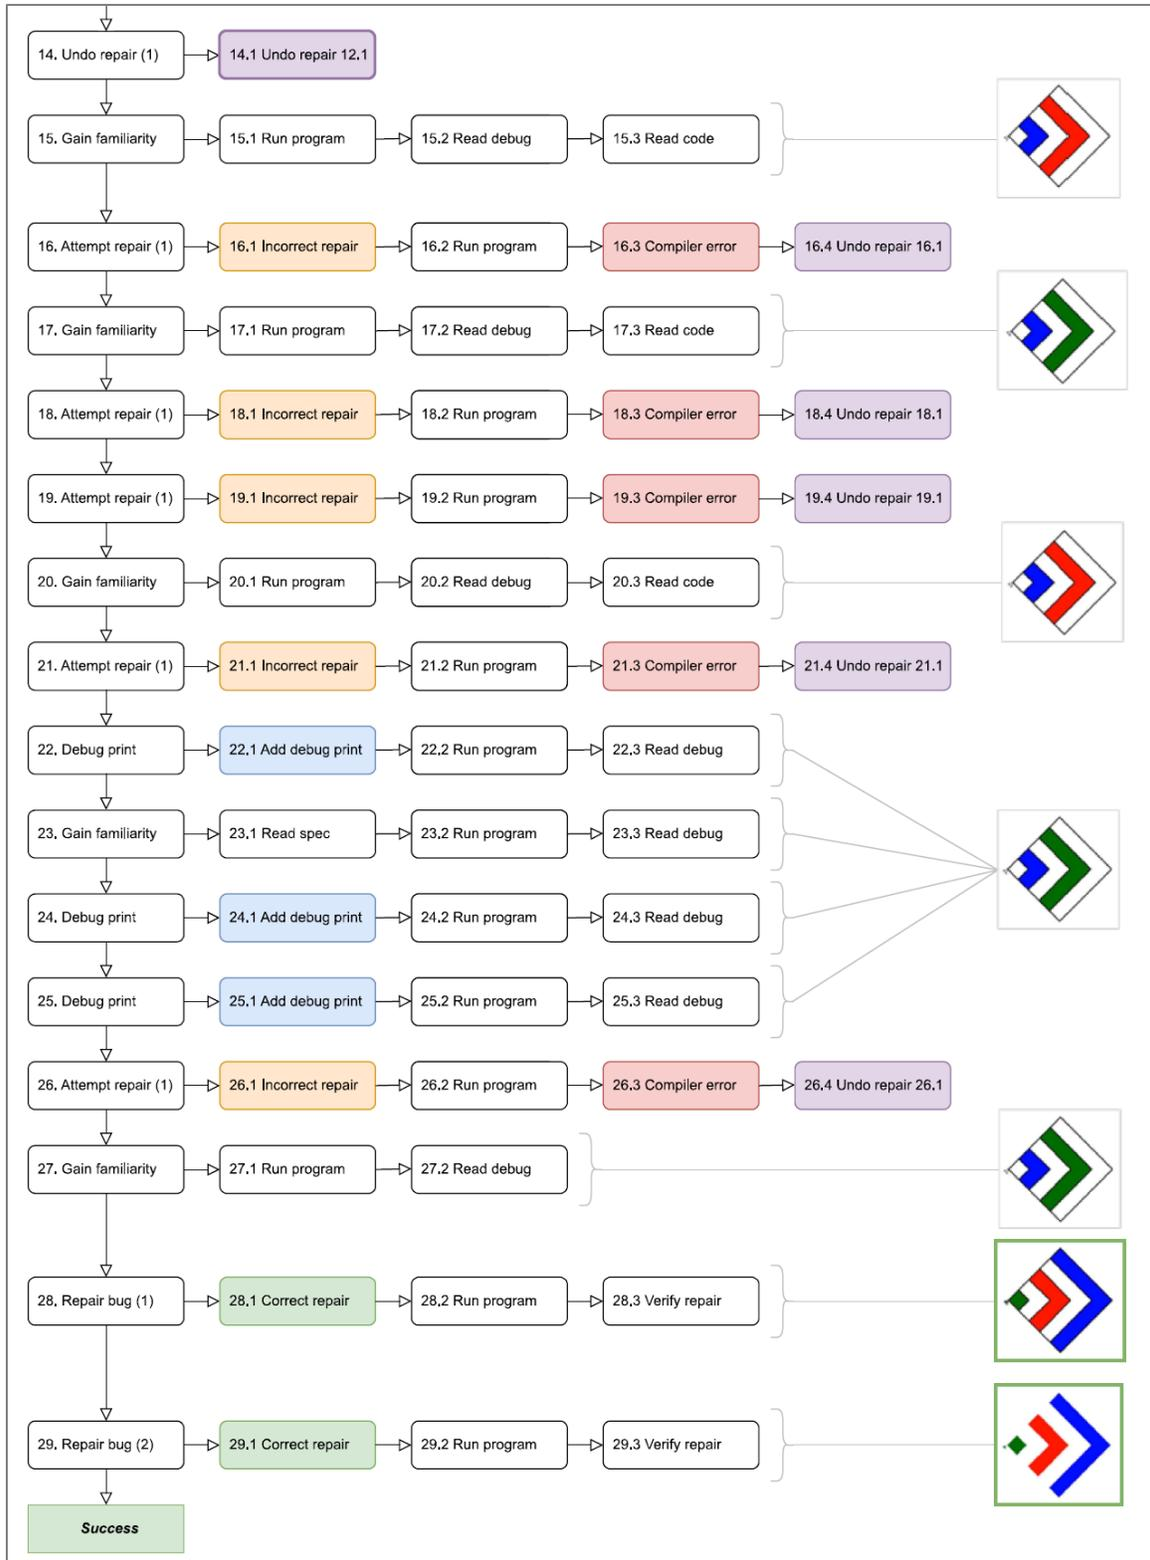 14. Undo repair (1) 14.1 Undo repair 12.1
15. Gain familiarity 15.1 Run program 15.2 Read debug 15.3 Read code
16. Attempt repair (1) 16.1 Incorrect repair 16.2 Run program 16.3 Compiler error 16.4 Undo repair 16.1
17. Gain familiarity 17.1 Run program 17.2 Read debug 17.3 Read code
18. Attempt repair (1) 18.1 Incorrect repair 18.2 Run program 18.3 Compiler error 18.4 Undo repair 18.1
19. Attempt repair (1) 19.1 Incorrect repair 19.2 Run program 19.3 Compiler error 19.4 Undo repair 19.1
20. Gain familiarity 20.1 Run program 20.2 Read debug 20.3 Read code
21. Attempt repair (1) 21.1 Incorrect repair 21.2 Run program 21.3 Compiler error 21.4 Undo repair 21.1
22. Debug print 22.1 Add debug print 22.2 Run program 22.3 Read debug
23. Gain familiarity 23.1 Read spec 23.2 Run program 23.3 Read debug
24. Debug print 24.1 Add debug print 24.2 Run program 24.3 Read debug
25. Debug print 25.1 Add debug print 25.2 Run program 25.3 Read debug
26. Attempt repair (1) 26.1 Incorrect repair 26.2 Run program 26.3 Compiler error 26.4 Undo repair 26.1
27. Gain familiarity 27.1 Run program 27.2 Read debug
28. Repair bug (1) 28.1 Correct repair 28.2 Run program 28.3 Verify repair
29. Repair bug (2) 29.1 Correct repair 29.2 Run program 29.3 Verify repair
Success